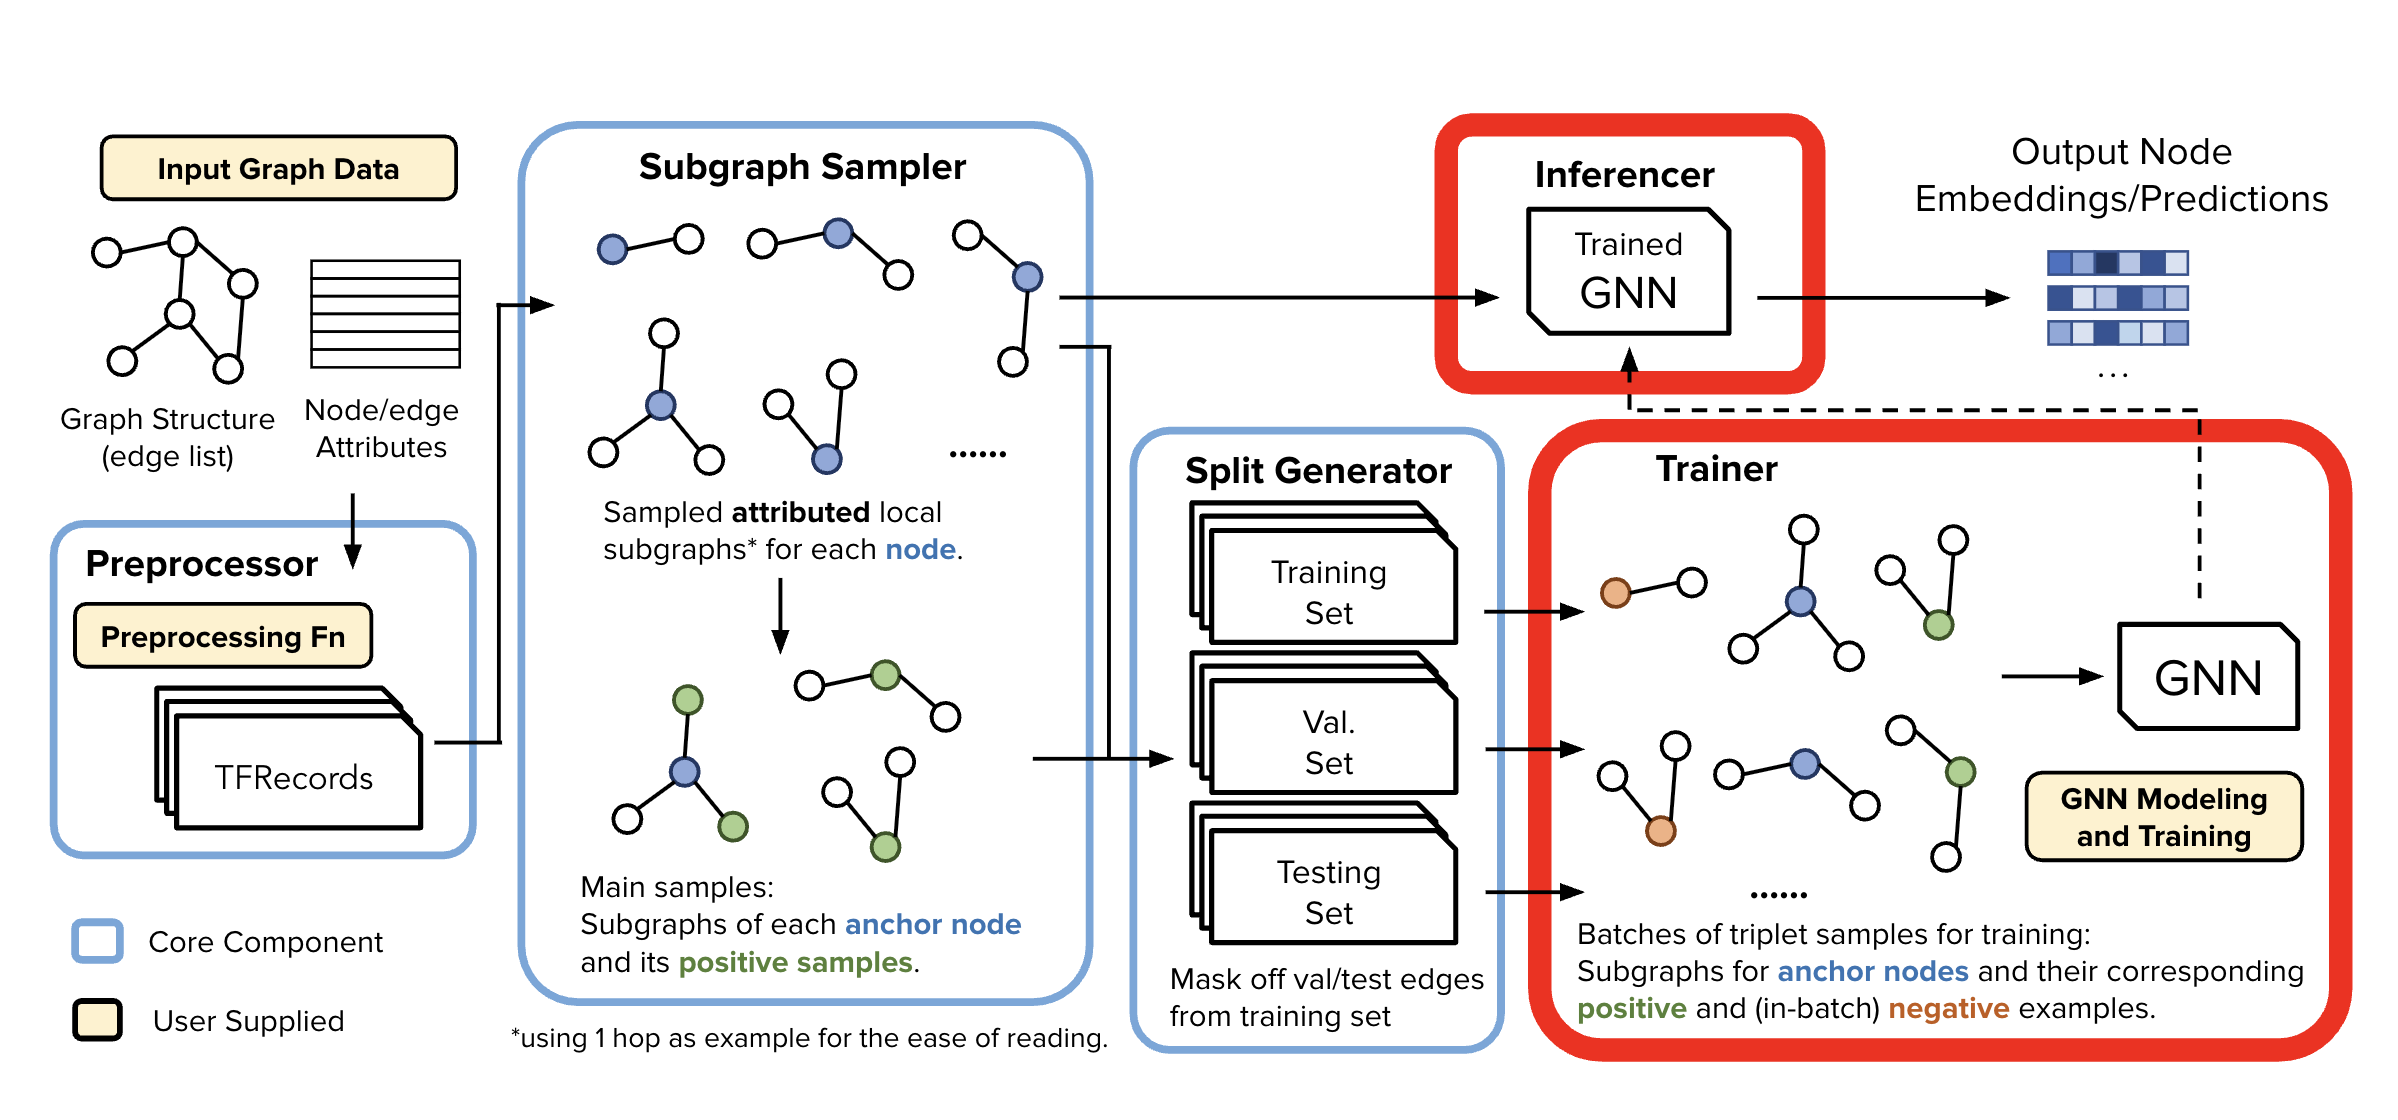 Input Graph Data
Graph Structure
(edge list)
Node/edge
Attributes
Preprocessor
Preprocessing Fn
TFRecords
Core Component
User Supplied
Subgraph Sampler
......
Sampled attributed local
subgraphs* for each node.
Main samples:
Subgraphs of each anchor node
and its positive samples.
*using 1 hop as example for the ease of reading.
Split Generator
Training
Set
Val.
Set
Testing
Set
Mask off val/test edges
from training set
Inferencer
Trained
GNN
Output Node
Embeddings/Predictions
...
Trainer
GNN
GNN Modeling
and Training
......
Batches of triplet samples for training:
Subgraphs for anchor nodes and their corresponding
positive and (in-batch) negative examples.